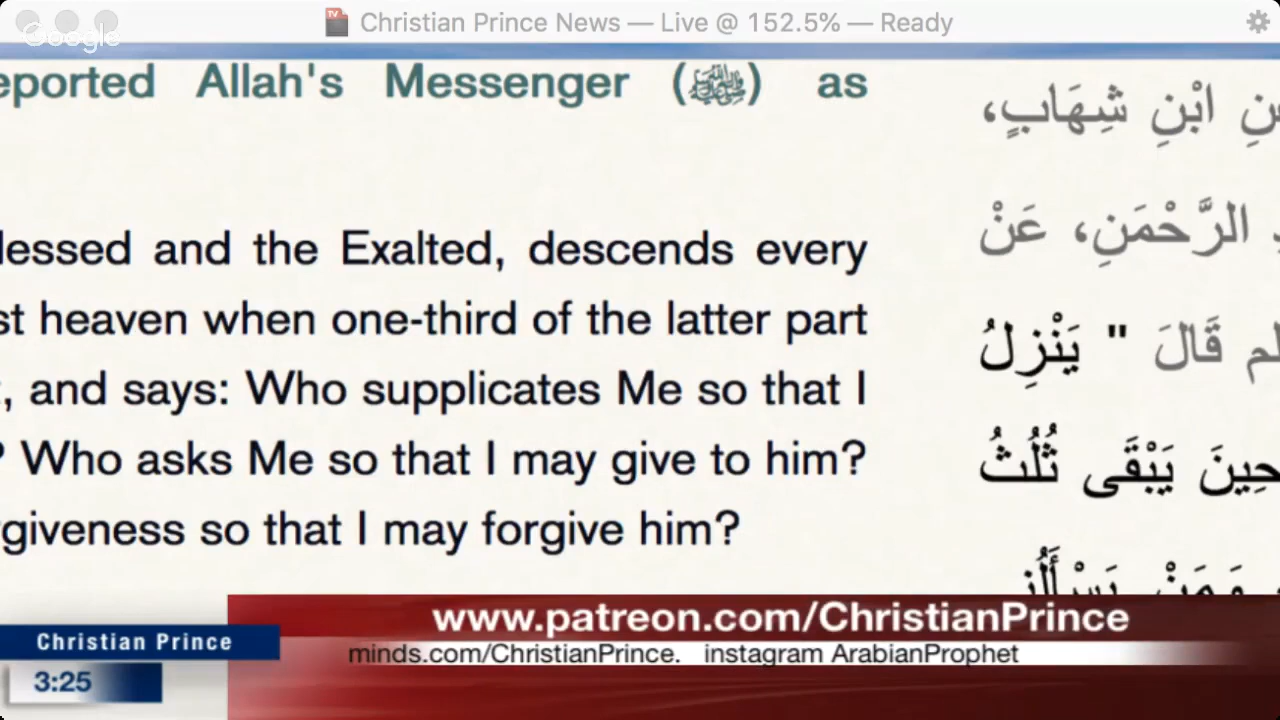 Christian Prince News — Live @ 152.5% — Ready
Google
eported Allah's Messenger (ﷺ) as
lessed and the Exalted, descends every
st heaven when one-third of the latter part
, and says: Who supplicates Me so that I
? Who asks Me so that I may give to him?
giveness so that I may forgive him?
نِ ابْنِ شِهَابٍ،
الرَّحْمَنِ، عَنْ
لم قَالَ " يَنْزِلُ
حِينَ يَبْقَى ثُلُثُ
www.patreon.com/ChristianPrince
minds.com/ChristianPrince. instagram ArabianProphet
Christian Prince
3:25